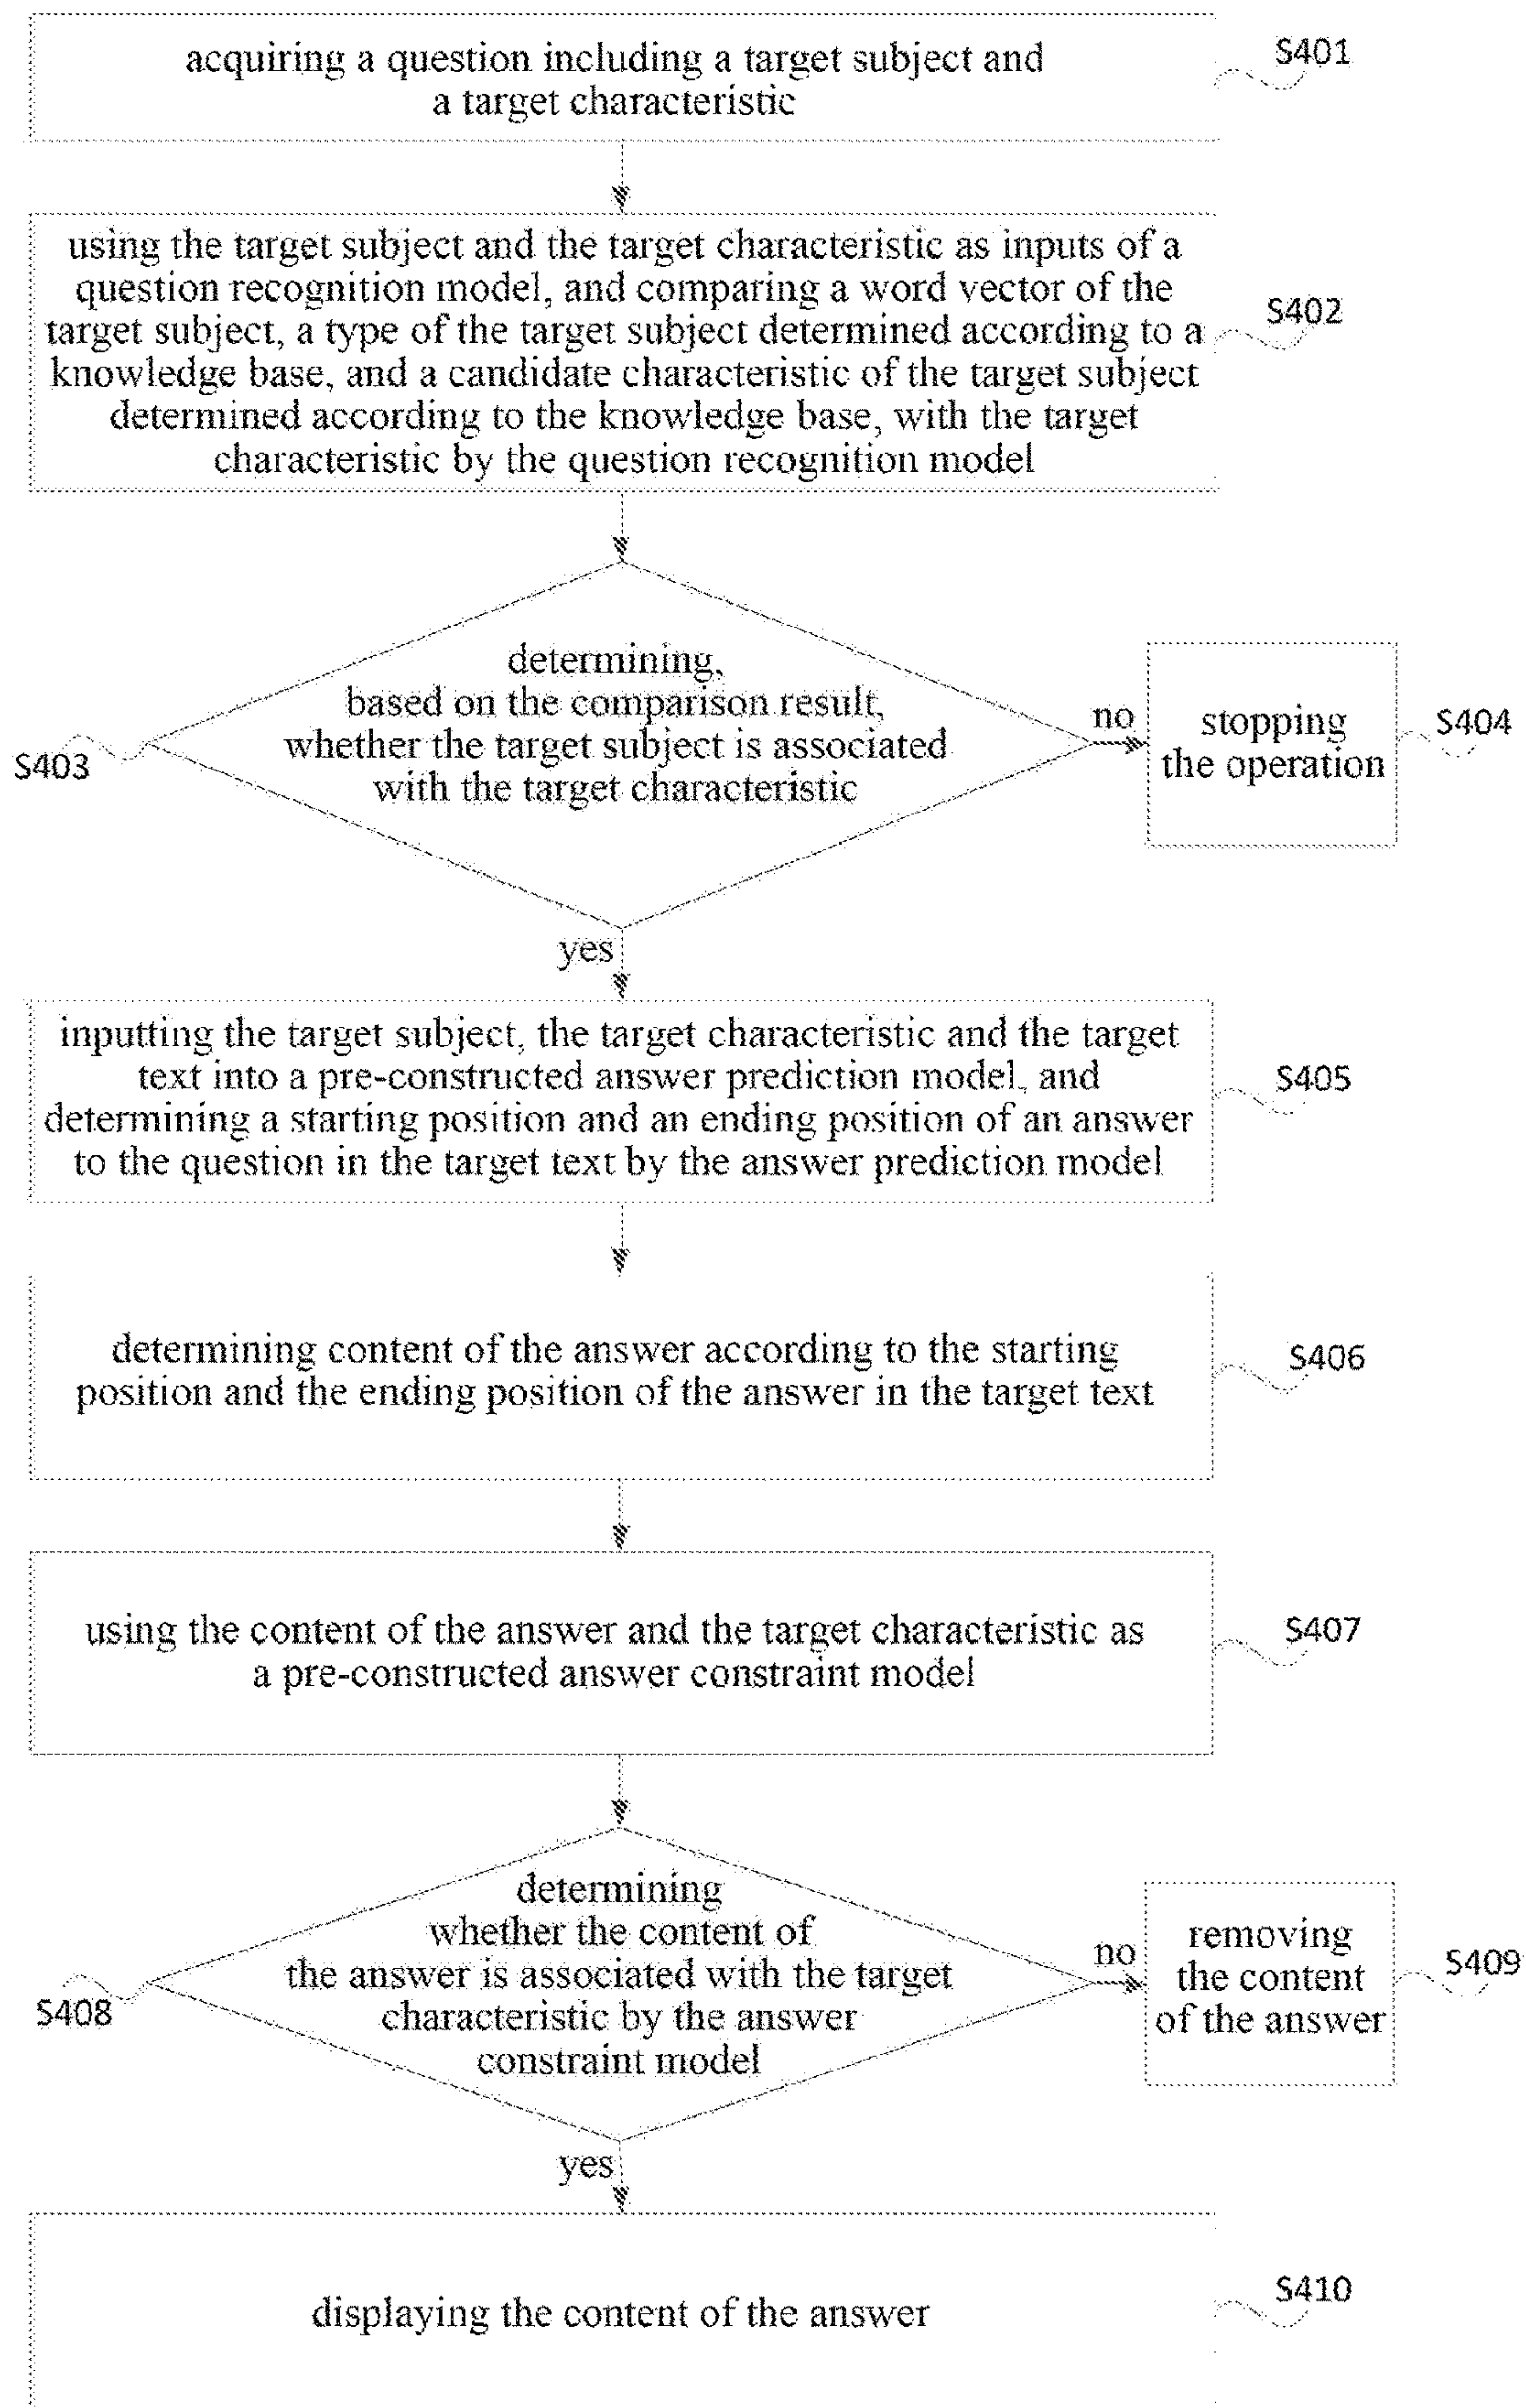 acquiring a question including a target subject and
a target characteristic
S401
using the target subject and the target characteristic as inputs of a
question recognition model, and comparing a word vector of the
target subject, a type of the target subject determined according to a
knowledge base, and a candidate characteristic of the target subject
determined according to the knowledge base, with the target
characteristic by the question recognition model
S402
determining,
based on the comparison result,
whether the target subject is associated
with the target characteristic
S403
no
stopping
the operation
S404
yes
inputting the target subject, the target characteristic and the target
text into a pre-constructed answer prediction model, and
determining a starting position and an ending position of an answer
to the question in the target text by the answer prediction model
S405
determining content of the answer according to the starting
position and the ending position of the answer in the target text
S406
using the content of the answer and the target characteristic as
a pre-constructed answer constraint model
S407
determining
whether the content of
the answer is associated with the target
characteristic by the answer
constraint model
S408
no
removing
the content
of the answer
S409
yes
displaying the content of the answer
S410